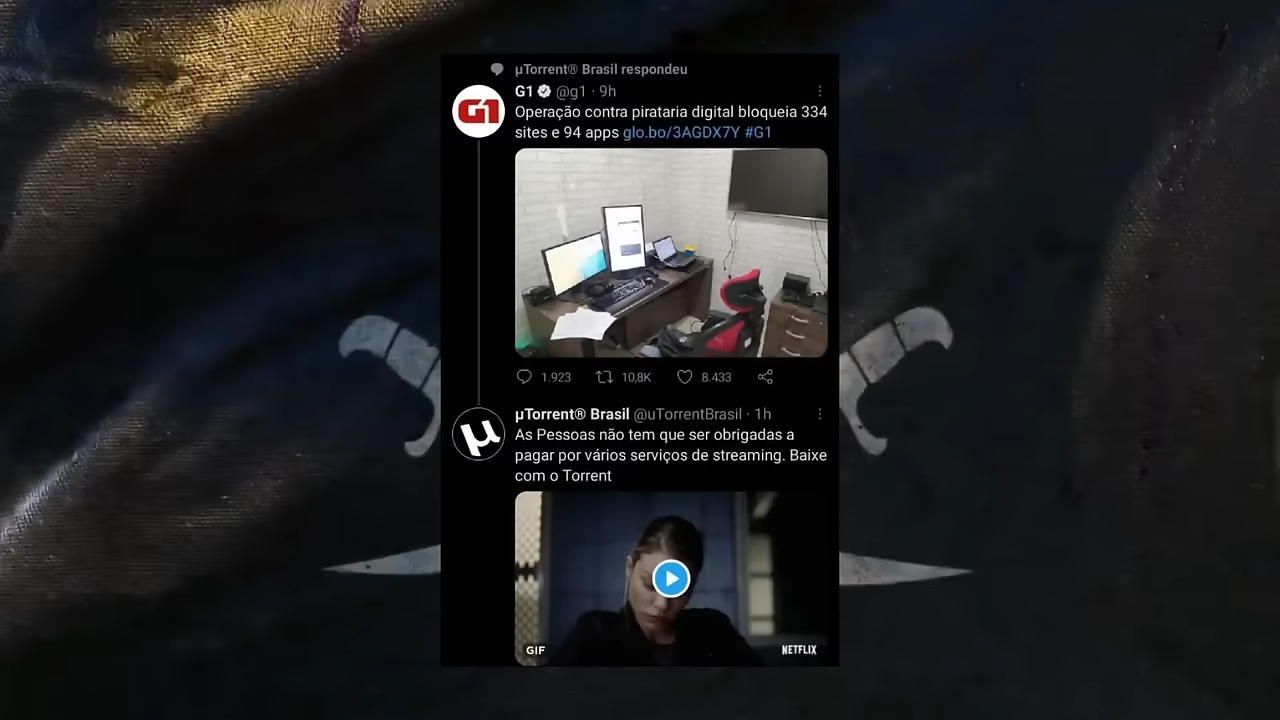 µTorrent® Brasil respondeu
G1 @g1 · 9h
Operação contra pirataria digital bloqueia 334
sites e 94 apps glo.bo/3AGDX7Y #G1
G1
1.923 10,8K 8.433
µTorrent® Brasil @uTorrentBrasil · 1h
As Pessoas não tem que ser obrigadas a
pagar por vários serviços de streaming. Baixe
com o Torrent
µ
GIF
NETFLIX